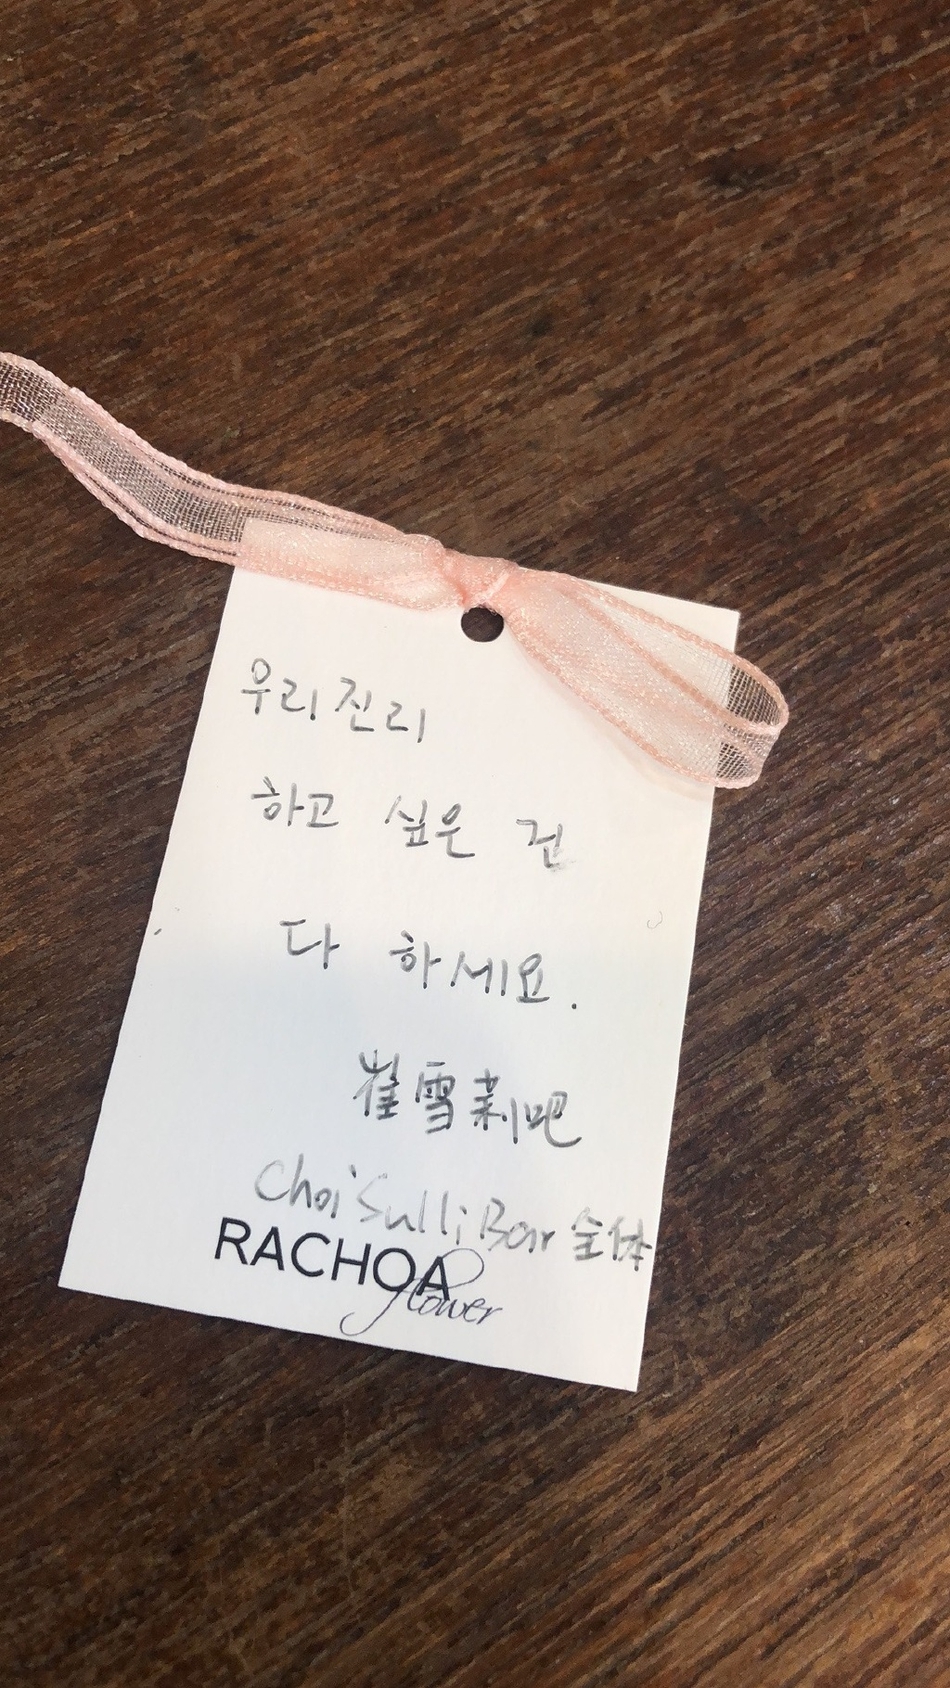 우리 진리
하고 싶은 건
다 하세요.
崔雪莉吧
Choi Sulli Bar 全体
RACHOA
flower